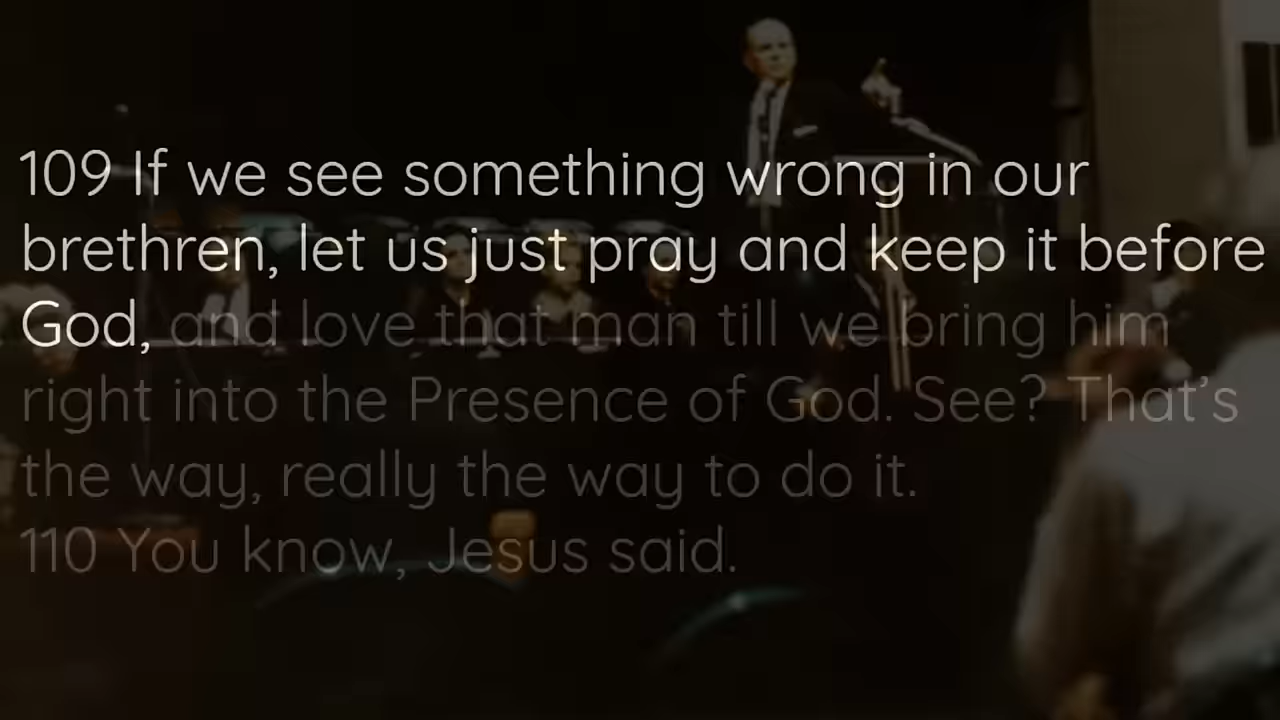 109 If we see something wrong in our
brethren, let us just pray and keep it before
God, and love that man till we bring him
right into the Presence of God. See? That’s
the way, really the way to do it.
110 You know, Jesus said.